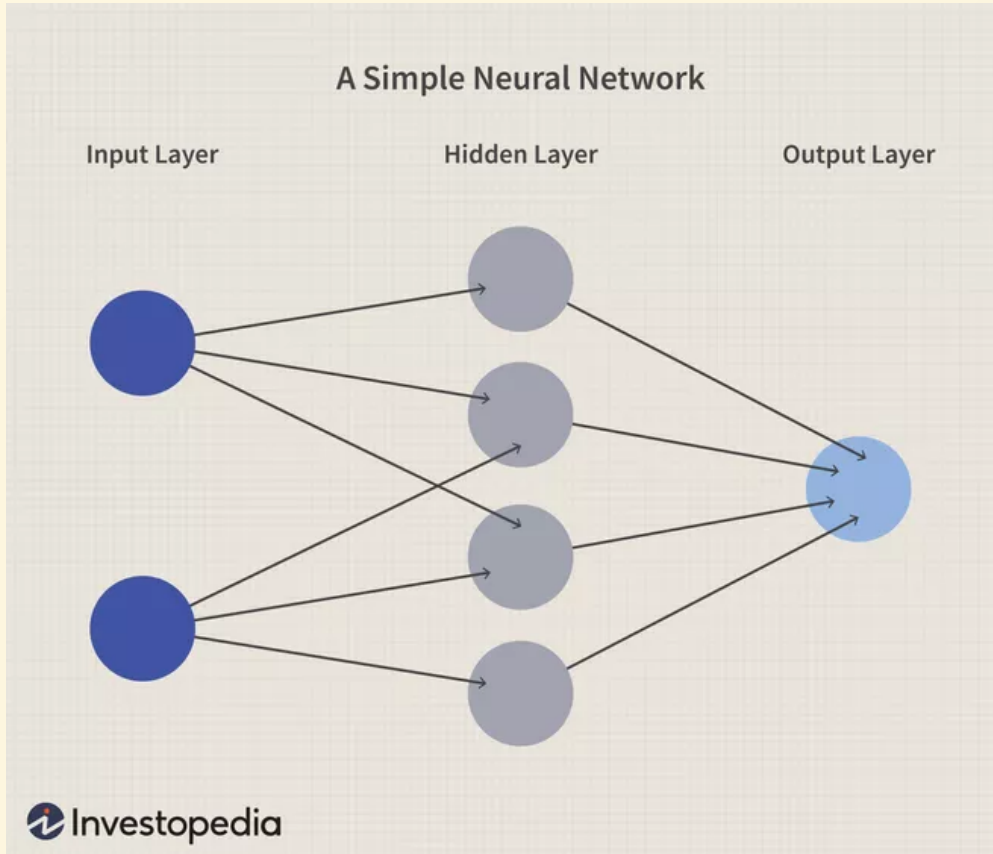 A Simple Neural Network
Input Layer
Hidden Layer
Output Layer
Investopedia